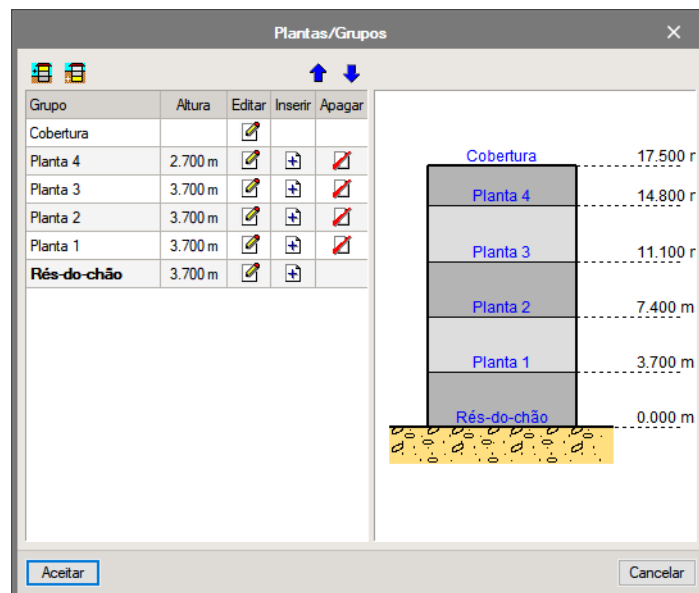 Plantas/Grupos
Grupo Altura Editar Inserir Apagar
Cobertura
Planta 4 2.700 m
Planta 3 3.700 m
Planta 2 3.700 m
Planta 1 3.700 m
Rés-do-chão 3.700 m
Cobertura 17.500 r
Planta 4 14.800 r
Planta 3 11.100 r
Planta 2 7.400 m
Planta 1 3.700 m
Rés-do-chão 0.000 m
Aceitar
Cancelar